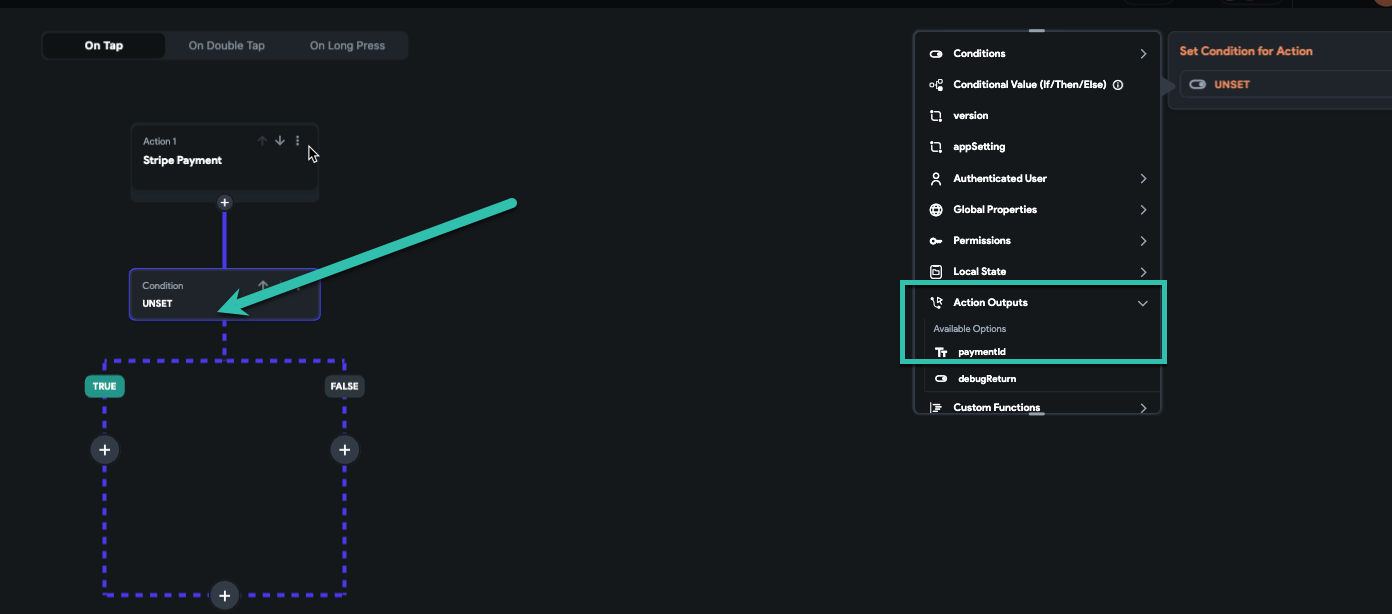 On Tap
On Double Tap
On Long Press
Action 1
Stripe Payment
Condition
UNSET
TRUE
FALSE
Conditions
Conditional Value (If/Then/Else)
version
appSetting
Authenticated User
Global Properties
Permissions
Local State
Action Outputs
Available Options
Tт paymentId
debugReturn
Custom Functions
Set Condition for Action
UNSET